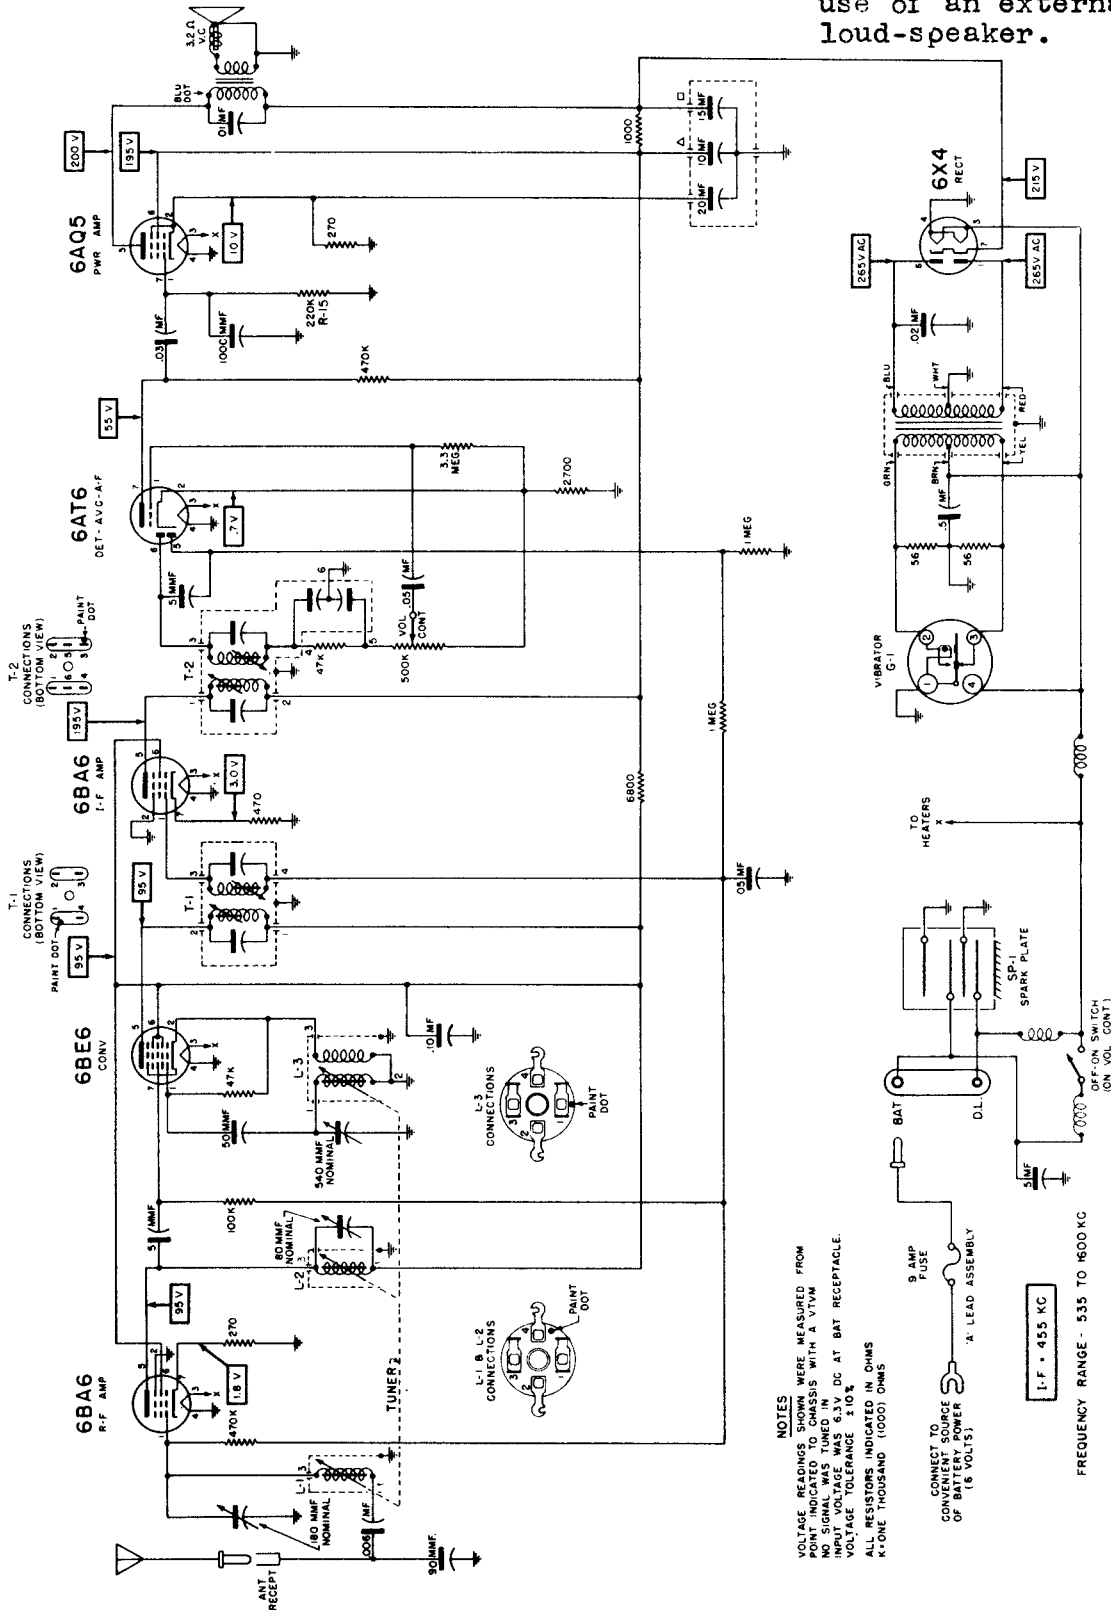 use of an externa
loud-speaker.
6BA6
R-F AMP
6BE6
CONV
6BA6
I-F AMP
6AT6
DET-AVC-A-F
6AQ5
PWR AMP
6X4
RECT
T-1
CONNECTIONS
(BOTTOM VIEW)
PAINT DOT
T-2
CONNECTIONS
(BOTTOM VIEW)
PAINT
DOT
95 V
95 V
95 V
195 V
55 V
200 V
195 V
1.8 V
3.0 V
.7 V
10 V
215 V
265V AC
265V AC
ANT
RECEPT
180 MMF
NOMINAL
.006 MF
90 MMF
470K
270
L-1
L-2
L-3
TUNER
80 MMF
NOMINAL
5 MMF
100K
50 MMF
47K
540 MMF
NOMINAL
.10 MF
T-1
470
.05 MF
6800
1 MEG
T-2
5 MMF
47K
500K
VOL
CONT
.05 MF
3.3
MEG
2700
1 MEG
470K
.03 MF
100C MMF
220K
R-15
270
20 MF
10 MF
15 MF
1000
.01 MF
BLU
DOT
3.2 Ω
V.C
L-1 & L-2
CONNECTIONS
PAINT
DOT
L-3
CONNECTIONS
PAINT
DOT
NOTES
VOLTAGE READINGS SHOWN WERE MEASURED FROM
POINT INDICATED TO CHASSIS WITH A VTVM
NO SIGNAL WAS TUNED IN
INPUT VOLTAGE WAS 6.3 V DC AT BAT RECEPTACLE.
VOLTAGE TOLERANCE ±10%
ALL RESISTORS INDICATED IN OHMS
K=ONE THOUSAND (1000) OHMS
CONNECT TO
CONVENIENT SOURCE
OF BATTERY POWER
(6 VOLTS)
'A' LEAD ASSEMBLY
9 AMP
FUSE
BAT
D.L.
SP-1
SPARK PLATE
.5 MF
OFF-ON SWITCH
(ON VOL CONT)
TO
HEATERS
X
VIBRATOR
G-1
56
56
.5 MF
GRN
BRN
YEL
BLU
WHT
RED
.02 MF
I-F = 455 KC
FREQUENCY RANGE - 535 TO 1600 KC